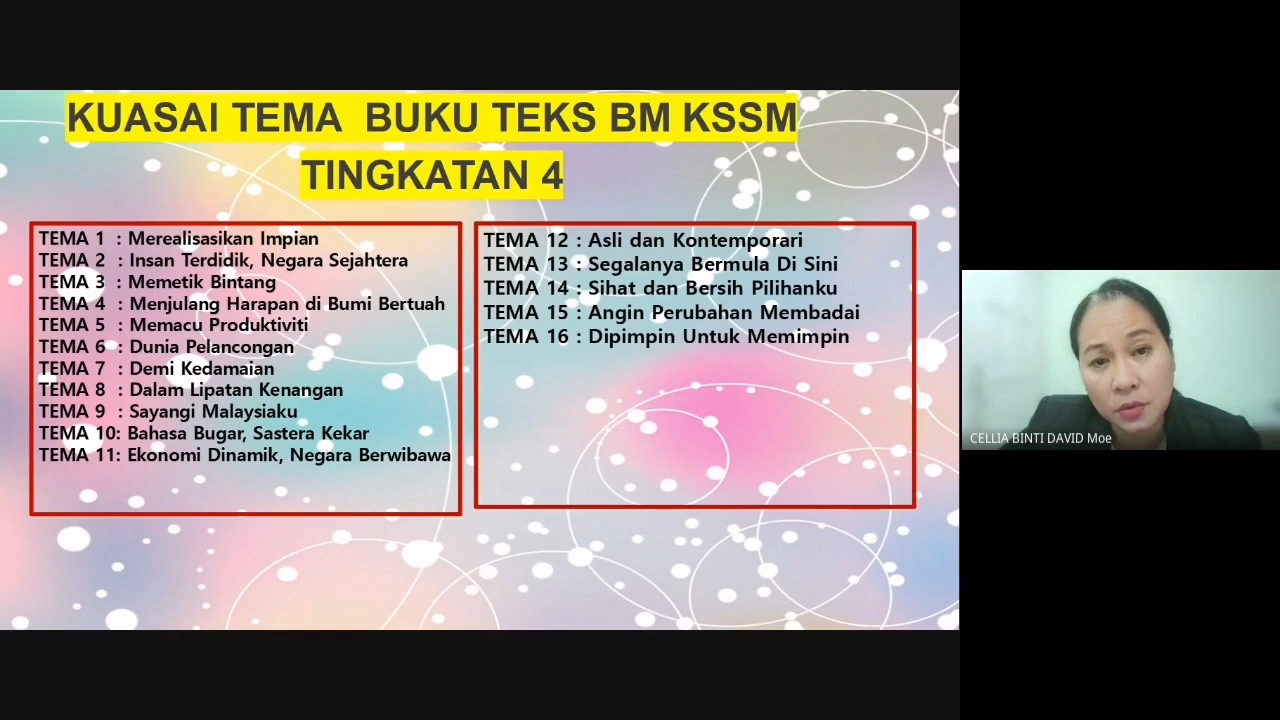 KUASAI TEMA BUKU TEKS BM KSSM
TINGKATAN 4
TEMA 1 : Merealisasikan Impian
TEMA 2 : Insan Terdidik, Negara Sejahtera
TEMA 3 : Memetik Bintang
TEMA 4 : Menjulang Harapan di Bumi Bertuah
TEMA 5 : Memacu Produktiviti
TEMA 6 : Dunia Pelancongan
TEMA 7 : Demi Kedamaian
TEMA 8 : Dalam Lipatan Kenangan
TEMA 9 : Sayangi Malaysiaku
TEMA 10: Bahasa Bugar, Sastera Kekar
TEMA 11: Ekonomi Dinamik, Negara Berwibawa
TEMA 12 : Asli dan Kontemporari
TEMA 13 : Segalanya Bermula Di Sini
TEMA 14 : Sihat dan Bersih Pilihanku
TEMA 15 : Angin Perubahan Membadai
TEMA 16 : Dipimpin Untuk Memimpin
CELLIA BINTI DAVID Moe